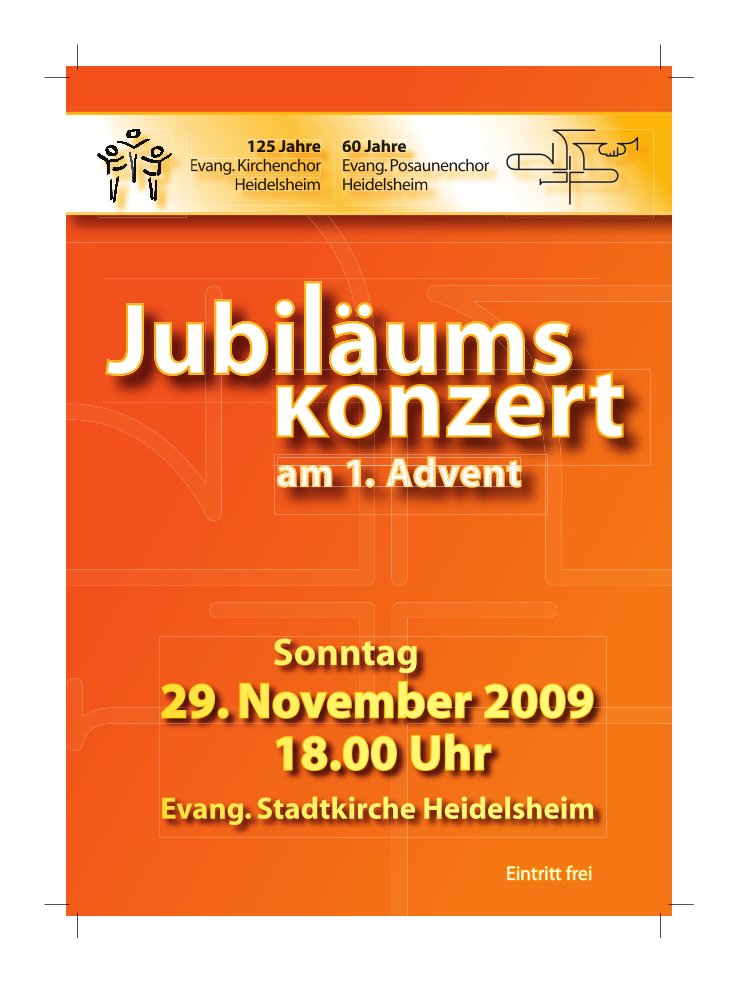 125 Jahre
Evang. Kirchenchor
Heidelsheim
60 Jahre
Evang. Posaunenchor
Heidelsheim
Jubiläums
konzert
am 1. Advent
Sonntag
29. November 2009
18.00 Uhr
Evang. Stadtkirche Heidelsheim
Eintritt frei